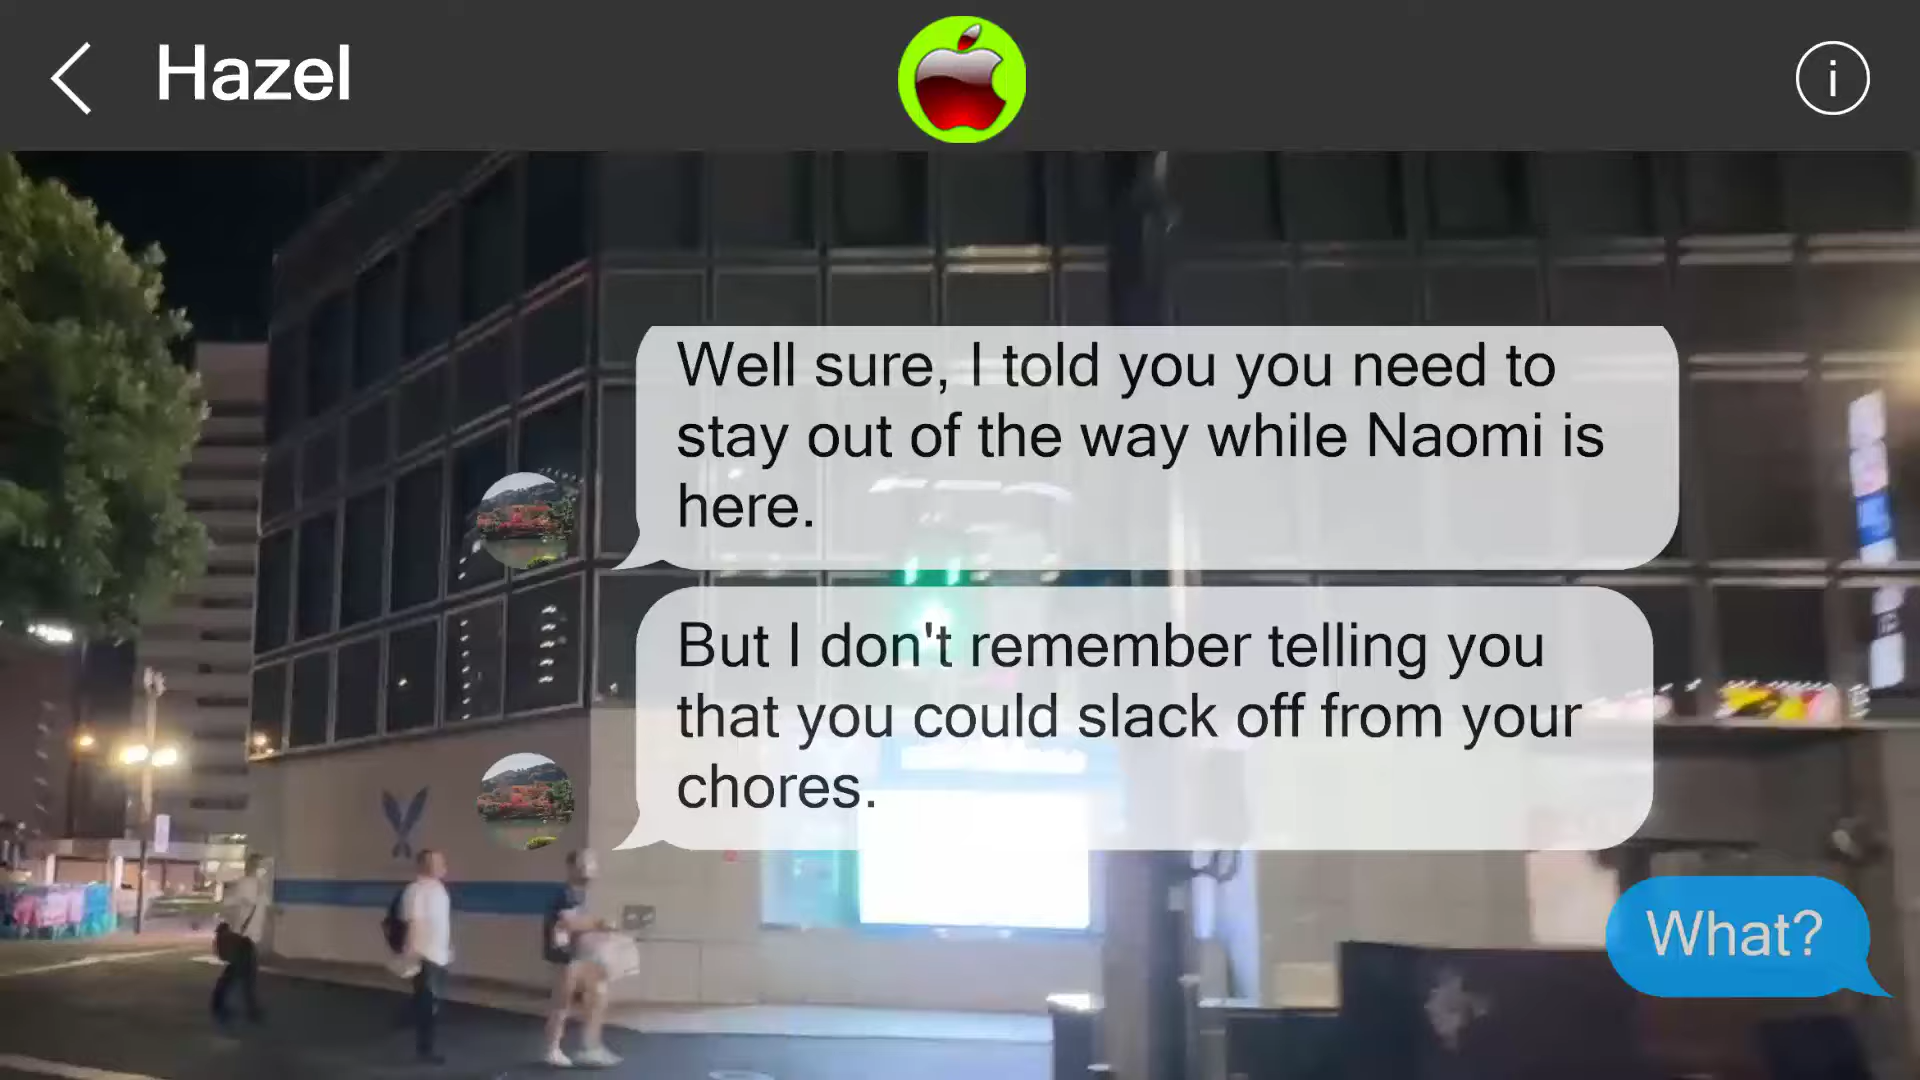 Hazel
Well sure, I told you you need to
stay out of the way while Naomi is
here.
But I don't remember telling you
that you could slack off from your
chores.
What?